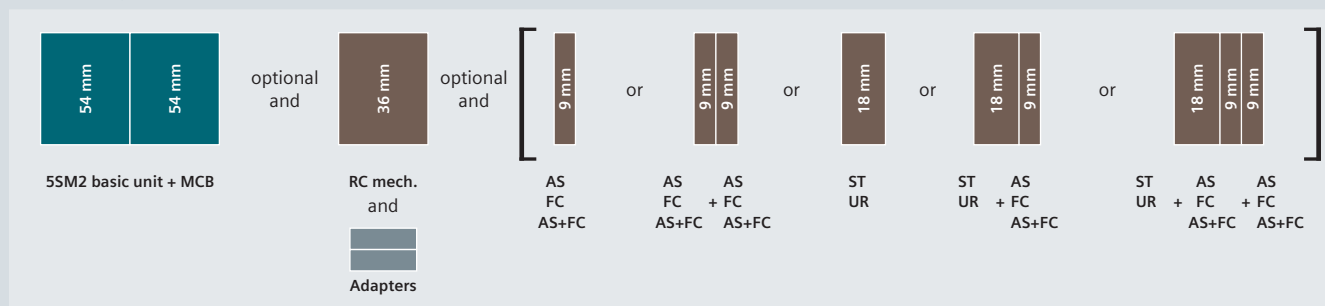 54 mm
54 mm
optional
and
36 mm
optional
and
9 mm
or
9 mm
9 mm
or
18 mm
or
18 mm
9 mm
or
18 mm
9 mm
9 mm
5SM2 basic unit + MCB
RC mech.
and
Adapters
AS
FC
AS+FC
AS AS
FC + FC
AS+FC AS+FC
ST
UR
ST AS
UR + FC
AS+FC
ST AS AS
UR + FC + FC
AS+FC AS+FC